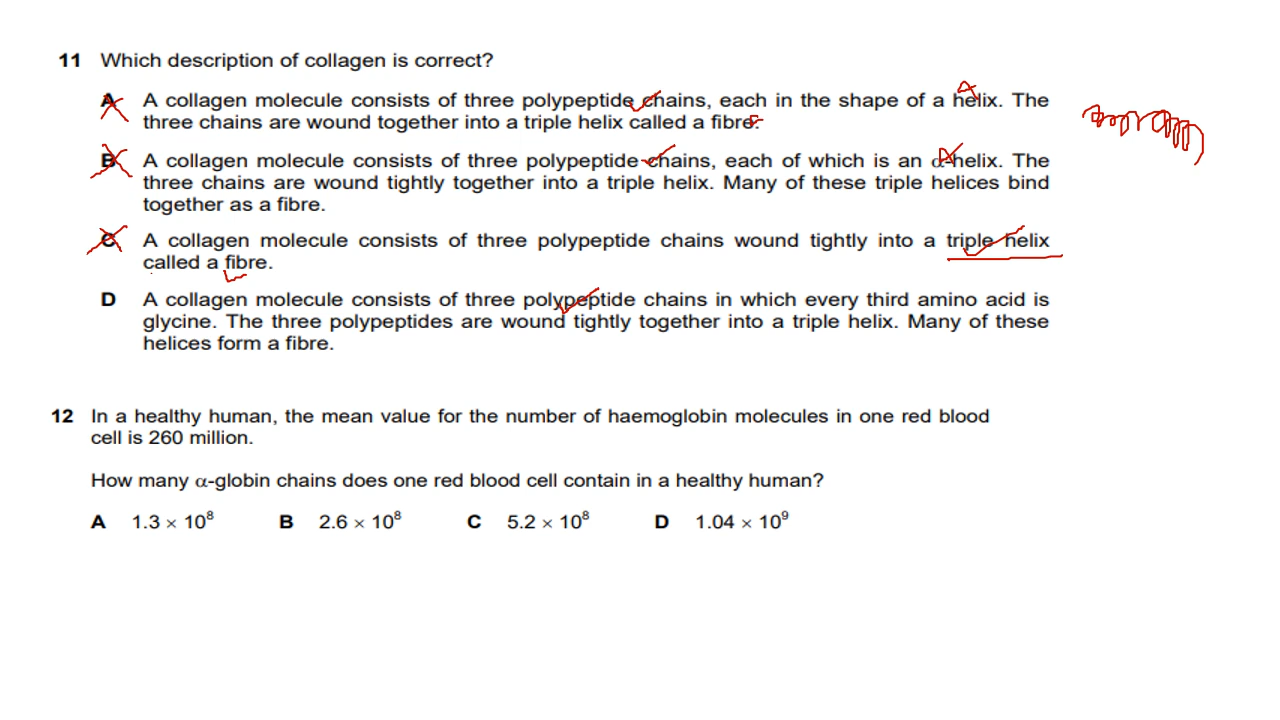 11 Which description of collagen is correct?
A A collagen molecule consists of three polypeptide chains, each in the shape of a helix. The
three chains are wound together into a triple helix called a fibre.
B A collagen molecule consists of three polypeptide chains, each of which is an α-helix. The
three chains are wound tightly together into a triple helix. Many of these triple helices bind
together as a fibre.
C A collagen molecule consists of three polypeptide chains wound tightly into a triple helix
called a fibre.
D A collagen molecule consists of three polypeptide chains in which every third amino acid is
glycine. The three polypeptides are wound tightly together into a triple helix. Many of these
helices form a fibre.
12 In a healthy human, the mean value for the number of haemoglobin molecules in one red blood
cell is 260 million.
How many α-globin chains does one red blood cell contain in a healthy human?
A 1.3 × 10⁸ B 2.6 × 10⁸ C 5.2 × 10⁸ D 1.04 × 10⁹